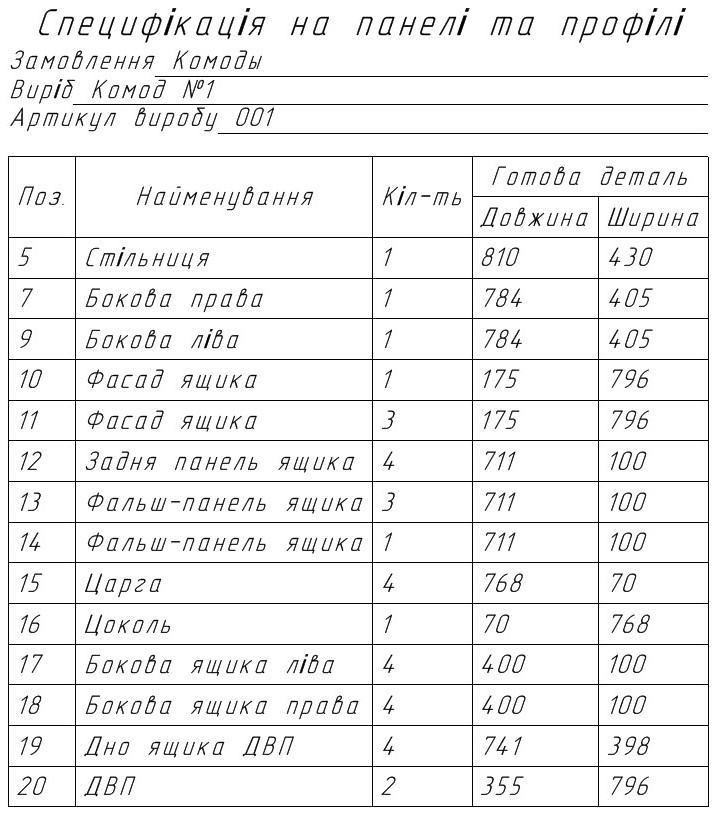 Специфікація на панелі та профілі
Замовлення Комоды
Виріб Комод №1
Артикул виробу 001
Поз. Найменування Кіл-ть Готова деталь
Довжина Ширина
5 Стільниця 1 810 430
7 Бокова права 1 784 405
9 Бокова ліва 1 784 405
10 Фасад ящика 1 175 796
11 Фасад ящика 3 175 796
12 Задня панель ящика 4 711 100
13 Фальш-панель ящика 3 711 100
14 Фальш-панель ящика 1 711 100
15 Царга 4 768 70
16 Цоколь 1 70 768
17 Бокова ящика ліва 4 400 100
18 Бокова ящика права 4 400 100
19 Дно ящика ДВП 4 741 398
20 ДВП 2 355 796